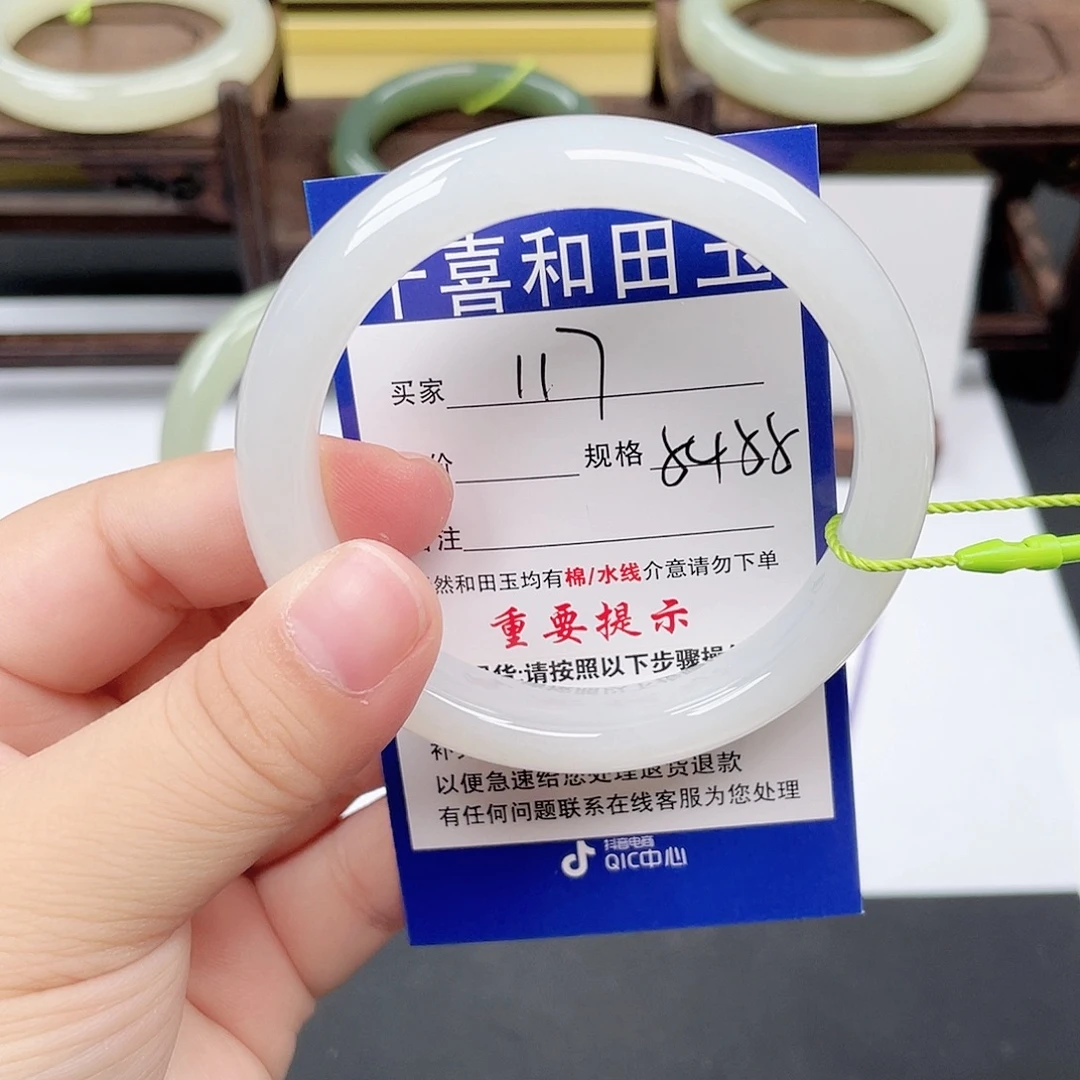 喜和田玉
买家 117
价 规格 8488
注
然和田玉均有棉/水线介意请勿下单
重要提示
货:请按照以下步骤操
以便急速给您处理退货退款
有任何问题联系在线客服为您处理
抖音电商
QIC中心